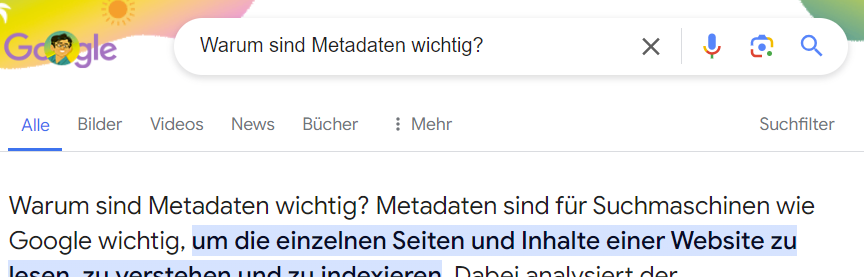 Google
Warum sind Metadaten wichtig?
Alle Bilder Videos News Bücher Mehr Suchfilter
Warum sind Metadaten wichtig? Metadaten sind für Suchmaschinen wie
Google wichtig, um die einzelnen Seiten und Inhalte einer Website zu
lesen, zu verstehen und zu indexieren. Dabei analysiert der